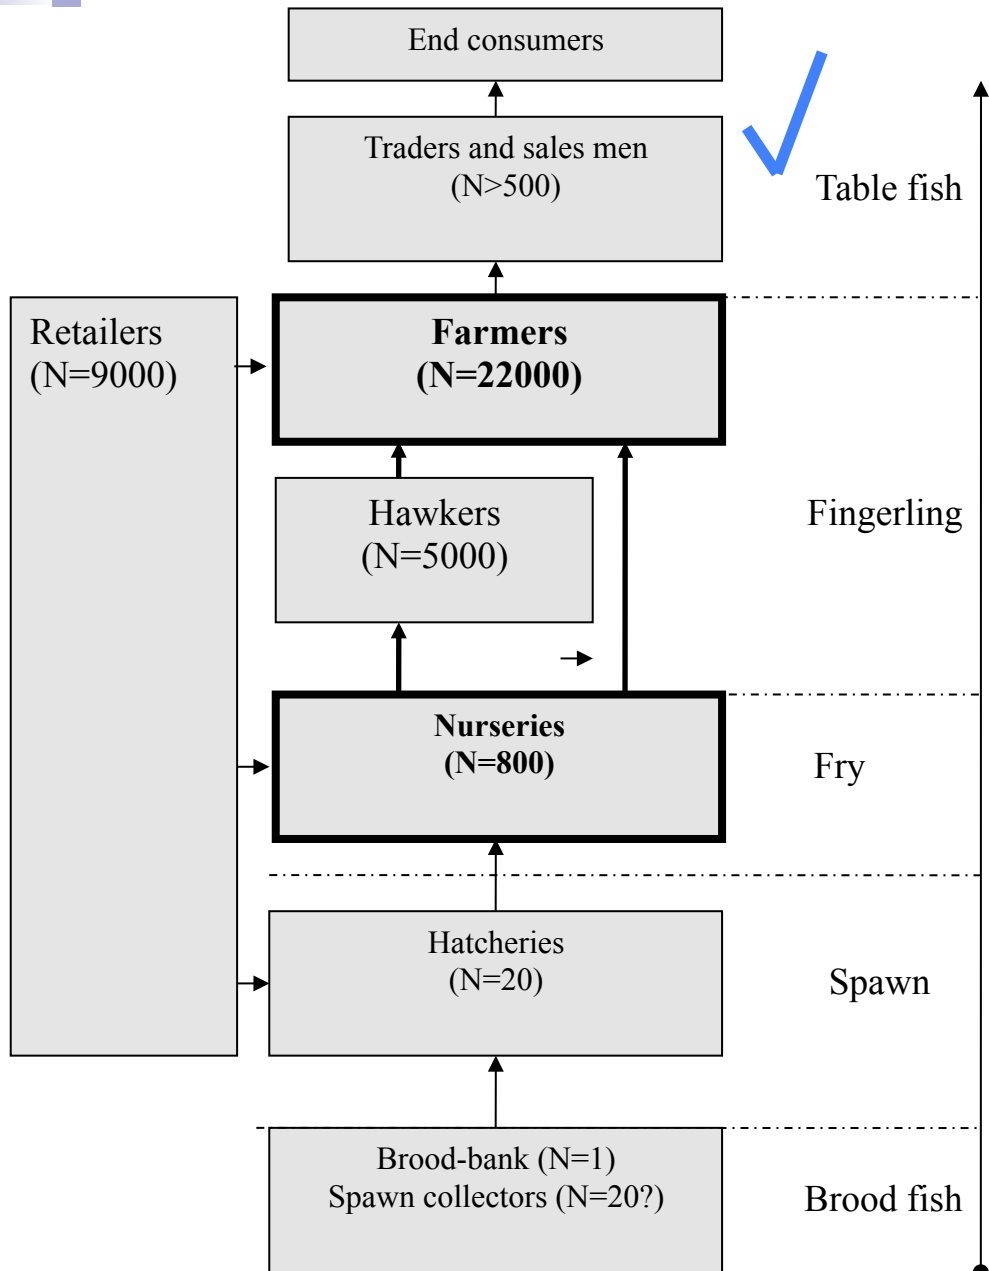 End consumers
Traders and sales men
(N>500)
Table fish
Retailers
(N=9000)
Farmers
(N=22000)
Hawkers
(N=5000)
Fingerling
Nurseries
(N=800)
Fry
Hatcheries
(N=20)
Spawn
Brood-bank (N=1)
Spawn collectors (N=20?)
Brood fish